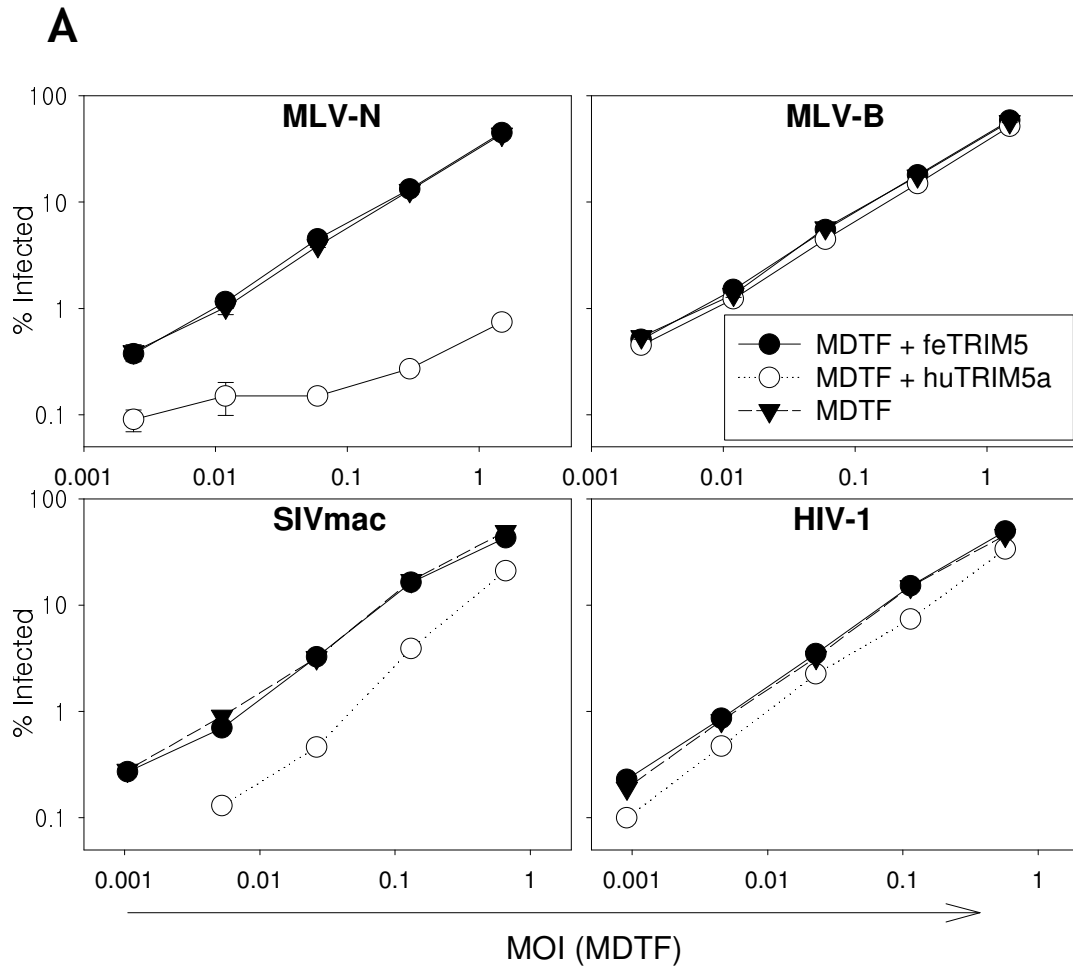 A
MLV-N
MLV-B
% Infected
100
10
1
0.1
MDTF + feTRIM5
MDTF + huTRIM5a
MDTF
0.001
0.01
0.1
1
0.001
0.01
0.1
1
SIVmac
HIV-1
% Infected
100
10
1
0.1
0.001
0.01
0.1
1
0.001
0.01
0.1
1
MOI (MDTF)